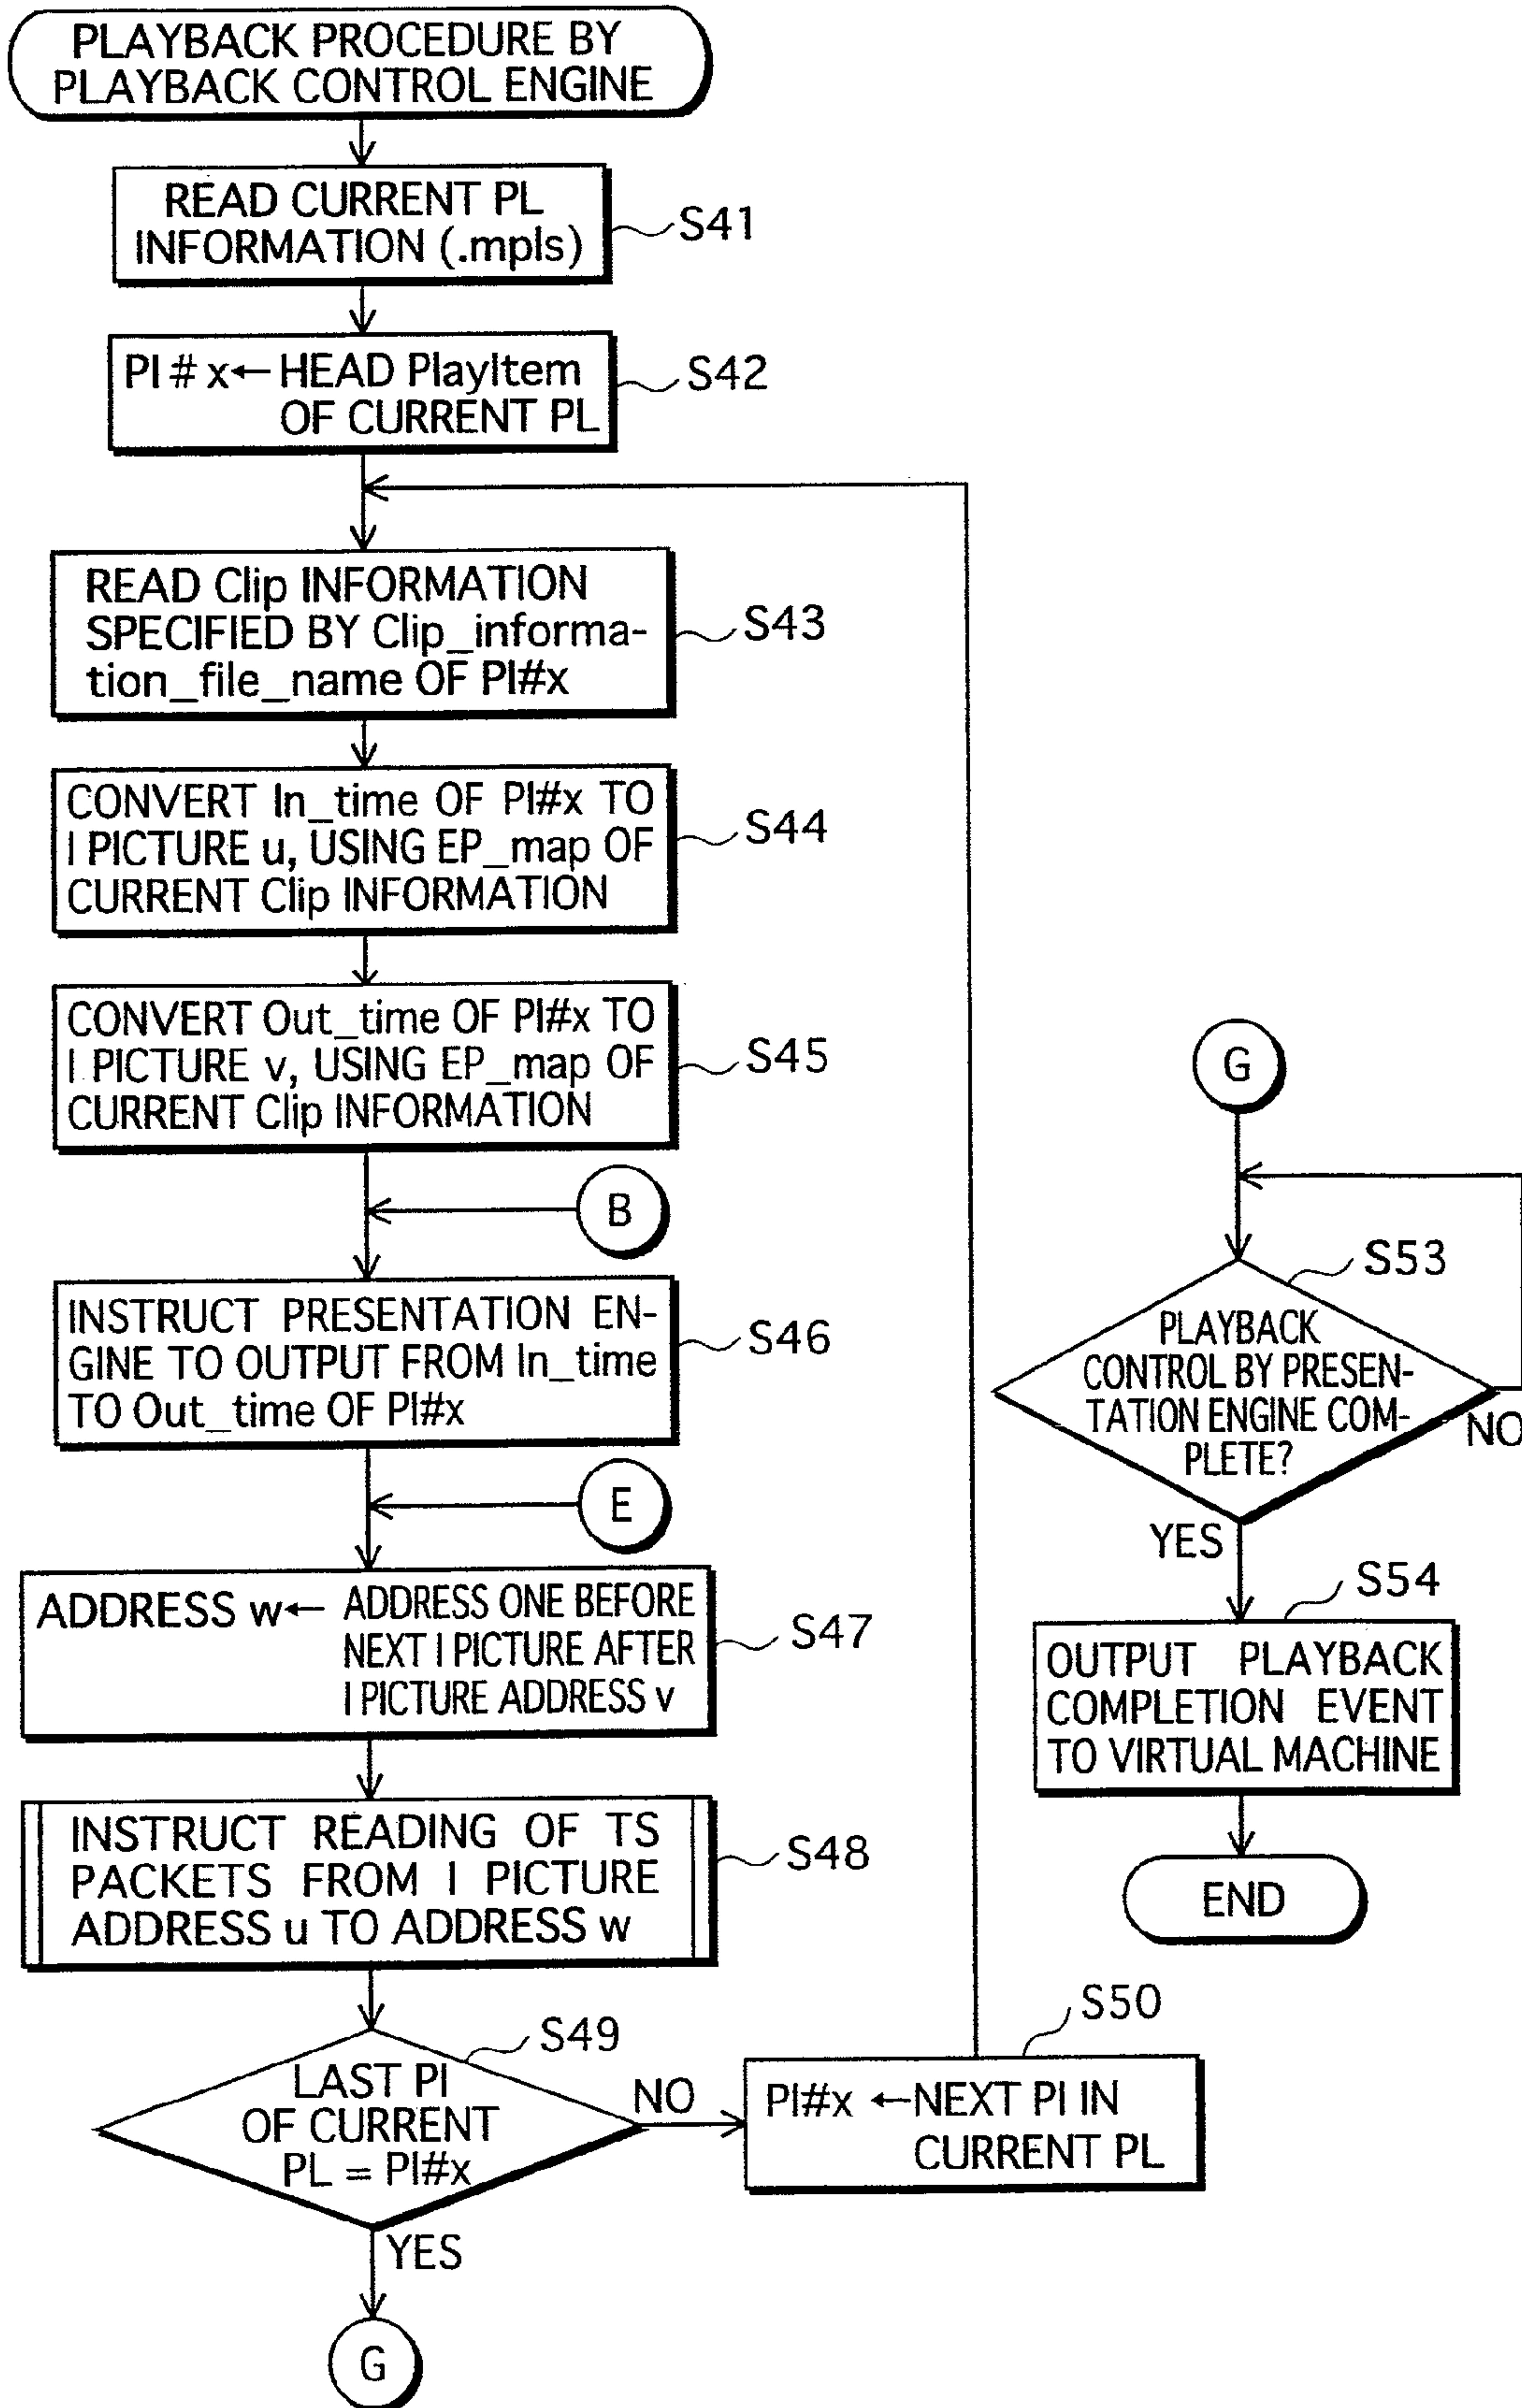 PLAYBACK PROCEDURE BY
PLAYBACK CONTROL ENGINE
READ CURRENT PL
INFORMATION (.mpls)
S41
PI # x← HEAD PlayItem
OF CURRENT PL
S42
READ Clip INFORMATION
SPECIFIED BY Clip_informa-
tion_file_name OF PI#x
S43
CONVERT In_time OF PI#x TO
I PICTURE u, USING EP_map OF
CURRENT Clip INFORMATION
S44
CONVERT Out_time OF PI#x TO
I PICTURE v, USING EP_map OF
CURRENT Clip INFORMATION
S45
B
INSTRUCT PRESENTATION EN-
GINE TO OUTPUT FROM In_time
TO Out_time OF PI#x
S46
E
ADDRESS w← ADDRESS ONE BEFORE
NEXT I PICTURE AFTER
I PICTURE ADDRESS v
S47
INSTRUCT READING OF TS
PACKETS FROM I PICTURE
ADDRESS u TO ADDRESS w
S48
S49
LAST PI
OF CURRENT
PL = PI#x
NO
YES
G
S50
PI#x ←NEXT PI IN
CURRENT PL
G
S53
PLAYBACK
CONTROL BY PRESEN-
TATION ENGINE COM-
PLETE?
NO
YES
S54
OUTPUT PLAYBACK
COMPLETION EVENT
TO VIRTUAL MACHINE
END